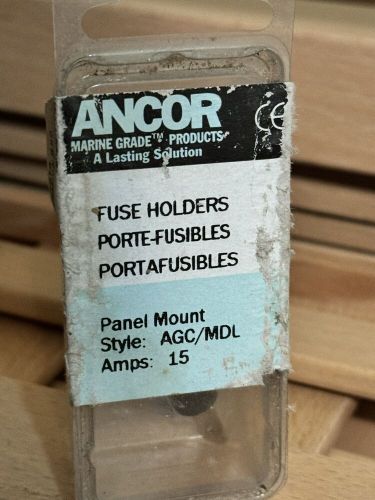 ANCOR
MARINE GRADE™ PRODUCTS
A Lasting Solution
CE
FUSE HOLDERS
PORTE-FUSIBLES
PORTAFUSIBLES
Panel Mount
Style: AGC/MDL
Amps: 15